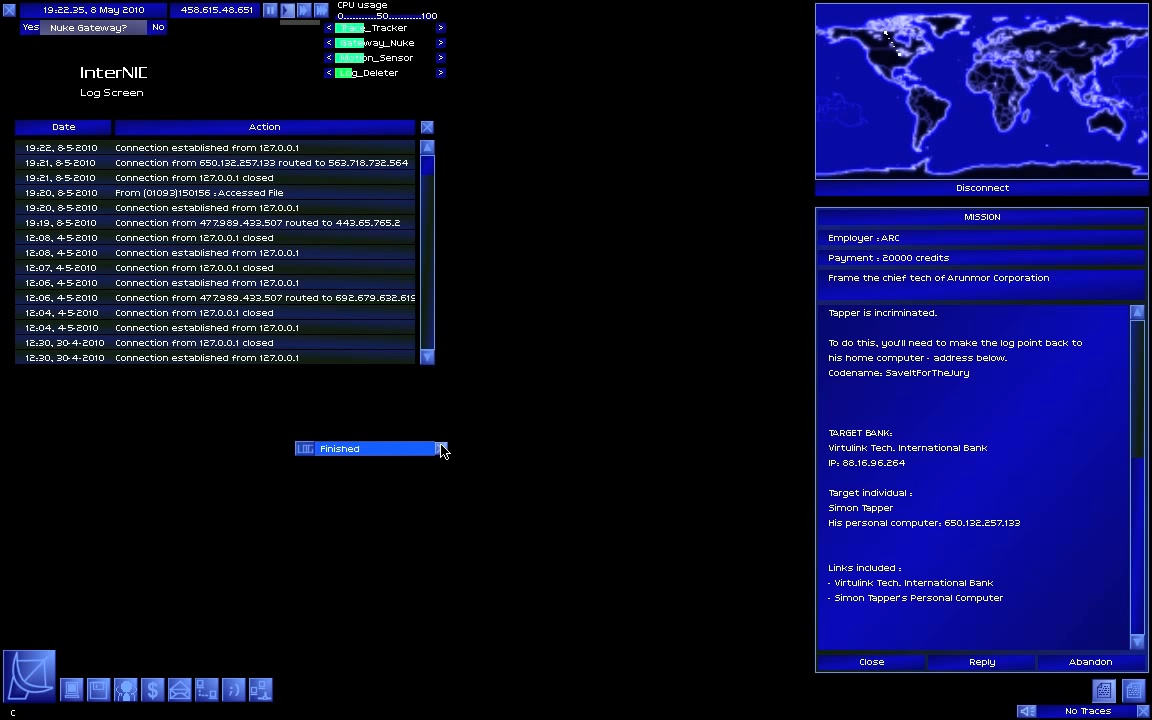 19:22.35, 8 May 2010
458.615.48.651
CPU usage
0........50........100
Yes Nuke Gateway? No
Trace_Tracker
Gateway_Nuke
Motion_Sensor
Log_Deleter
InterNIC
Log Screen
Date Action
19:22, 8-5-2010 Connection established from 127.0.0.1
19:21, 8-5-2010 Connection from 650.132.257.133 routed to 563.718.732.564
19:21, 8-5-2010 Connection from 127.0.0.1 closed
19:20, 8-5-2010 From (01093)150156 : Accessed File
19:20, 8-5-2010 Connection established from 127.0.0.1
19:19, 8-5-2010 Connection from 477.989.433.507 routed to 443.65.765.2
12:08, 4-5-2010 Connection from 127.0.0.1 closed
12:08, 4-5-2010 Connection established from 127.0.0.1
12:07, 4-5-2010 Connection from 127.0.0.1 closed
12:06, 4-5-2010 Connection established from 127.0.0.1
12:06, 4-5-2010 Connection from 477.989.433.507 routed to 692.679.632.619
12:04, 4-5-2010 Connection from 127.0.0.1 closed
12:04, 4-5-2010 Connection established from 127.0.0.1
12:30, 30-4-2010 Connection from 127.0.0.1 closed
12:30, 30-4-2010 Connection established from 127.0.0.1
LOG Finished
Disconnect
MISSION
Employer : ARC
Payment : 20000 credits
Frame the chief tech of Arunmor Corporation
Tapper is incriminated.
To do this, you'll need to make the log point back to
his home computer - address below.
Codename: SaveItForTheJury
TARGET BANK:
Virtulink Tech. International Bank
IP: 88.16.96.264
Target individual :
Simon Tapper
His personal computer: 650.132.257.133
Links included :
- Virtulink Tech. International Bank
- Simon Tapper's Personal Computer
Close Reply Abandon
No Traces
C